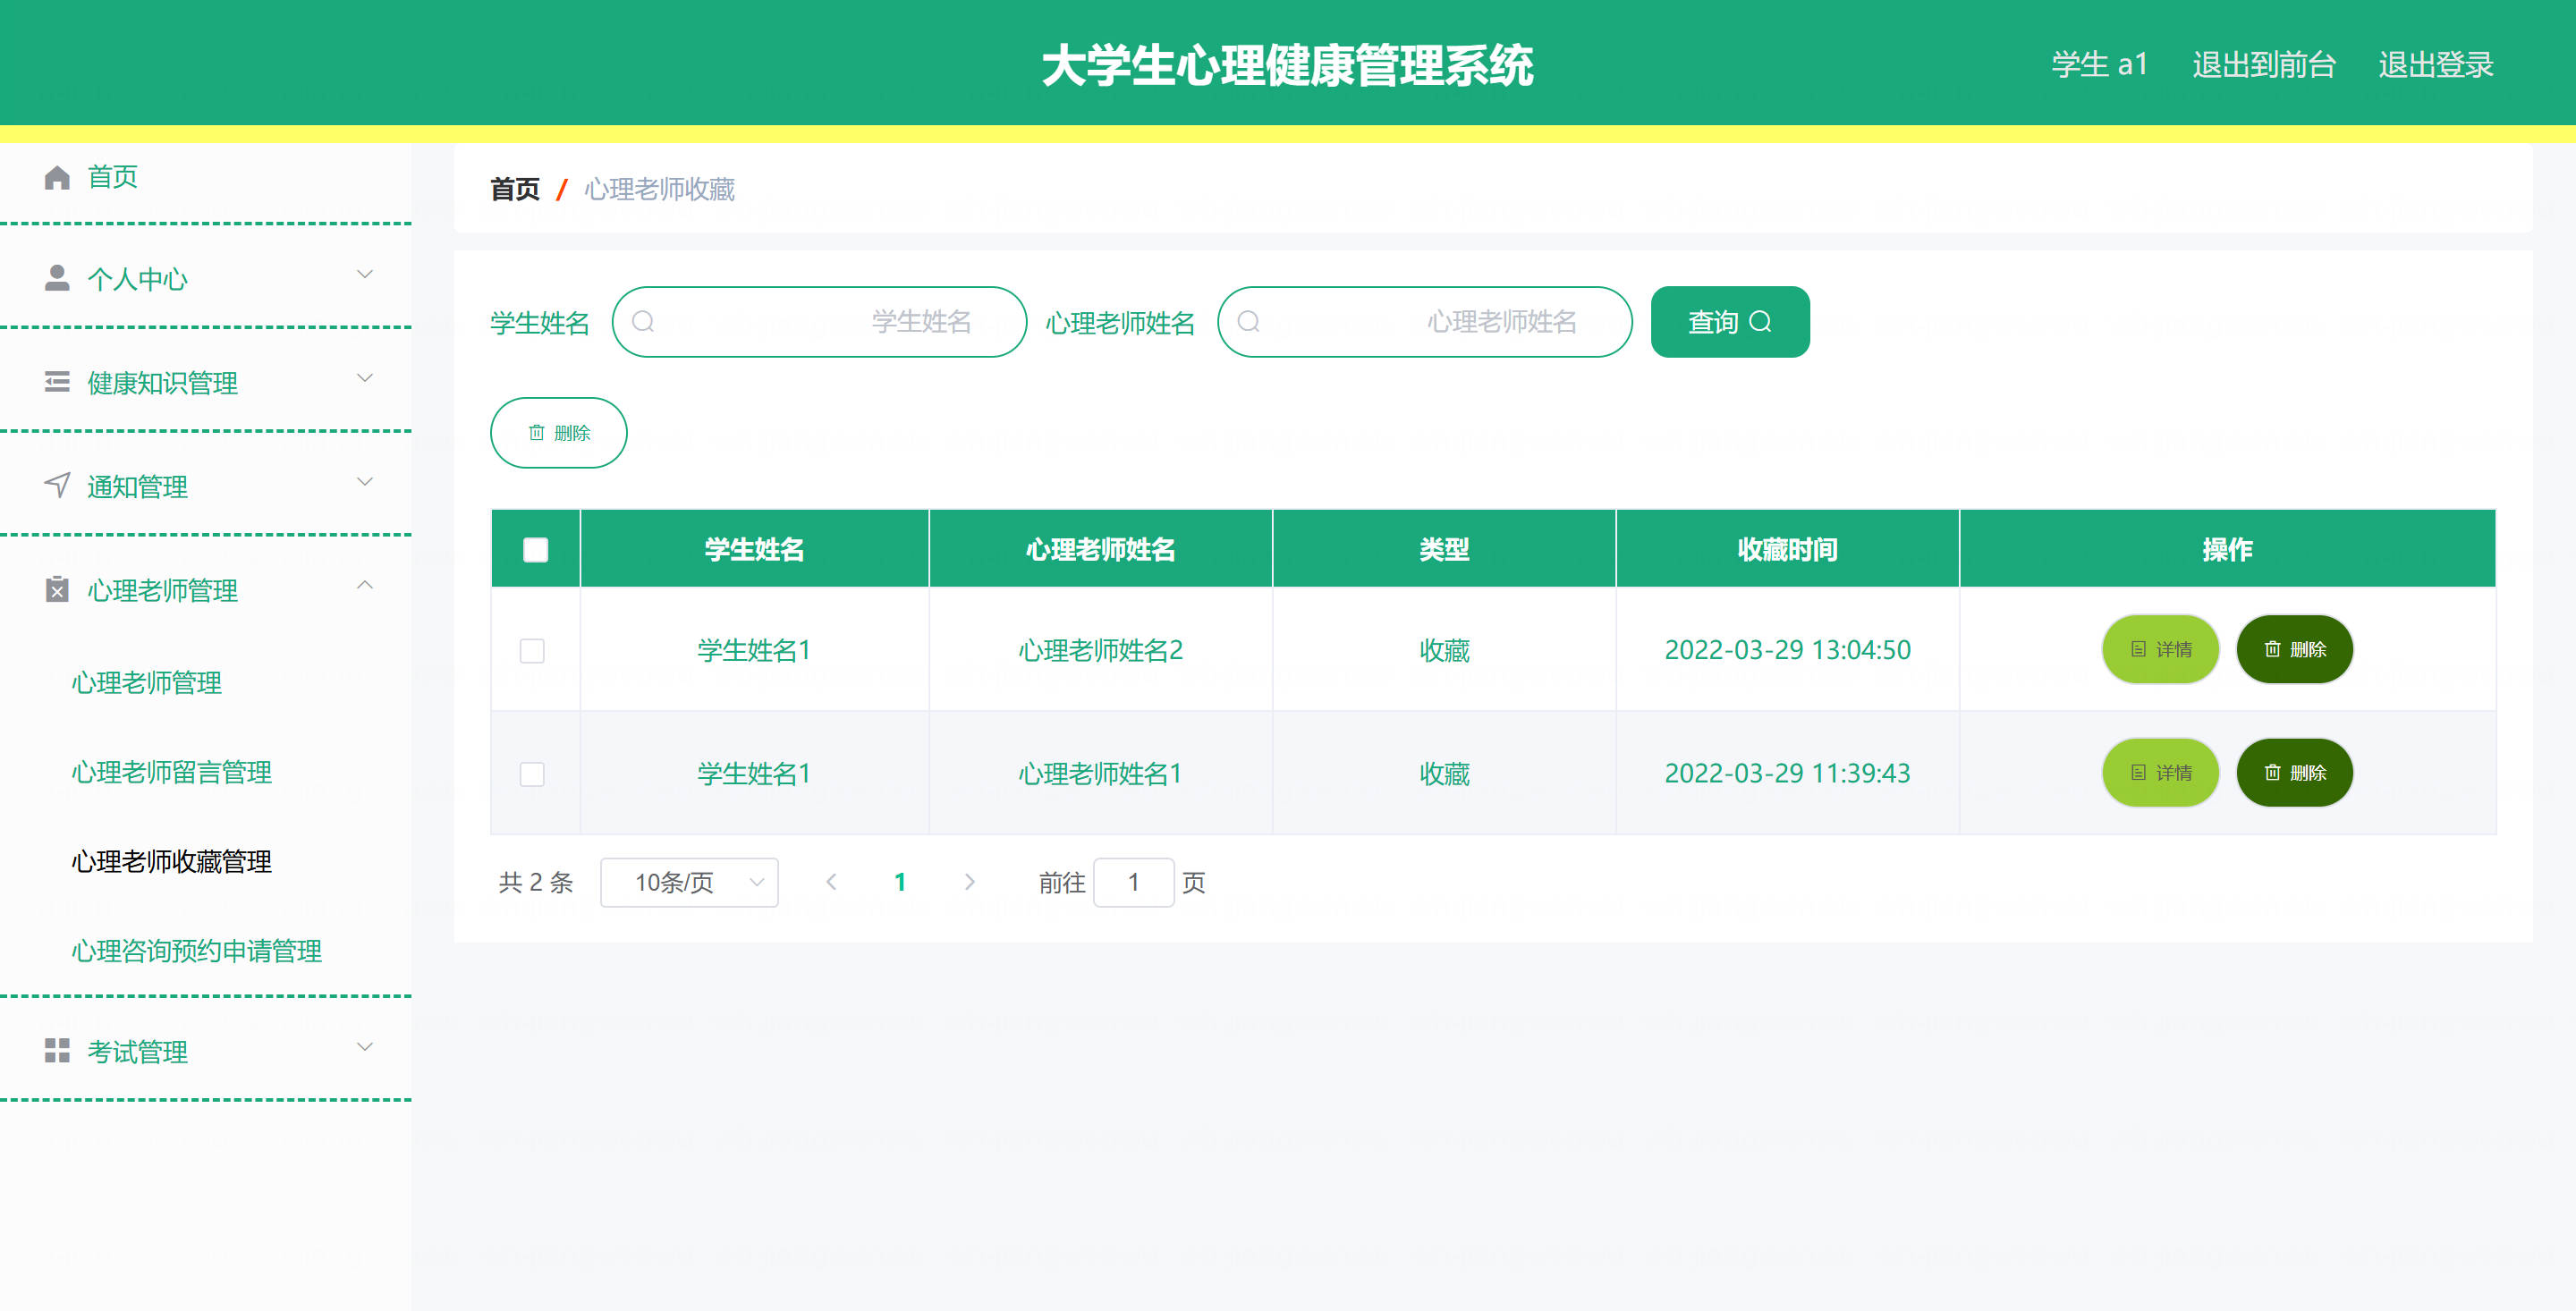 大学生心理健康管理系统
学生 a1 退出到前台 退出登录
首页
个人中心
健康知识管理
通知管理
心理老师管理
心理老师管理
心理老师留言管理
心理老师收藏管理
心理咨询预约申请管理
考试管理
首页 / 心理老师收藏
学生姓名 学生姓名 心理老师姓名 心理老师姓名 查询
删除
学生姓名 心理老师姓名 类型 收藏时间 操作
学生姓名1 心理老师姓名2 收藏 2022-03-29 13:04:50 详情 删除
学生姓名1 心理老师姓名1 收藏 2022-03-29 11:39:43 详情 删除
共 2 条 10条/页 1 前往 1 页